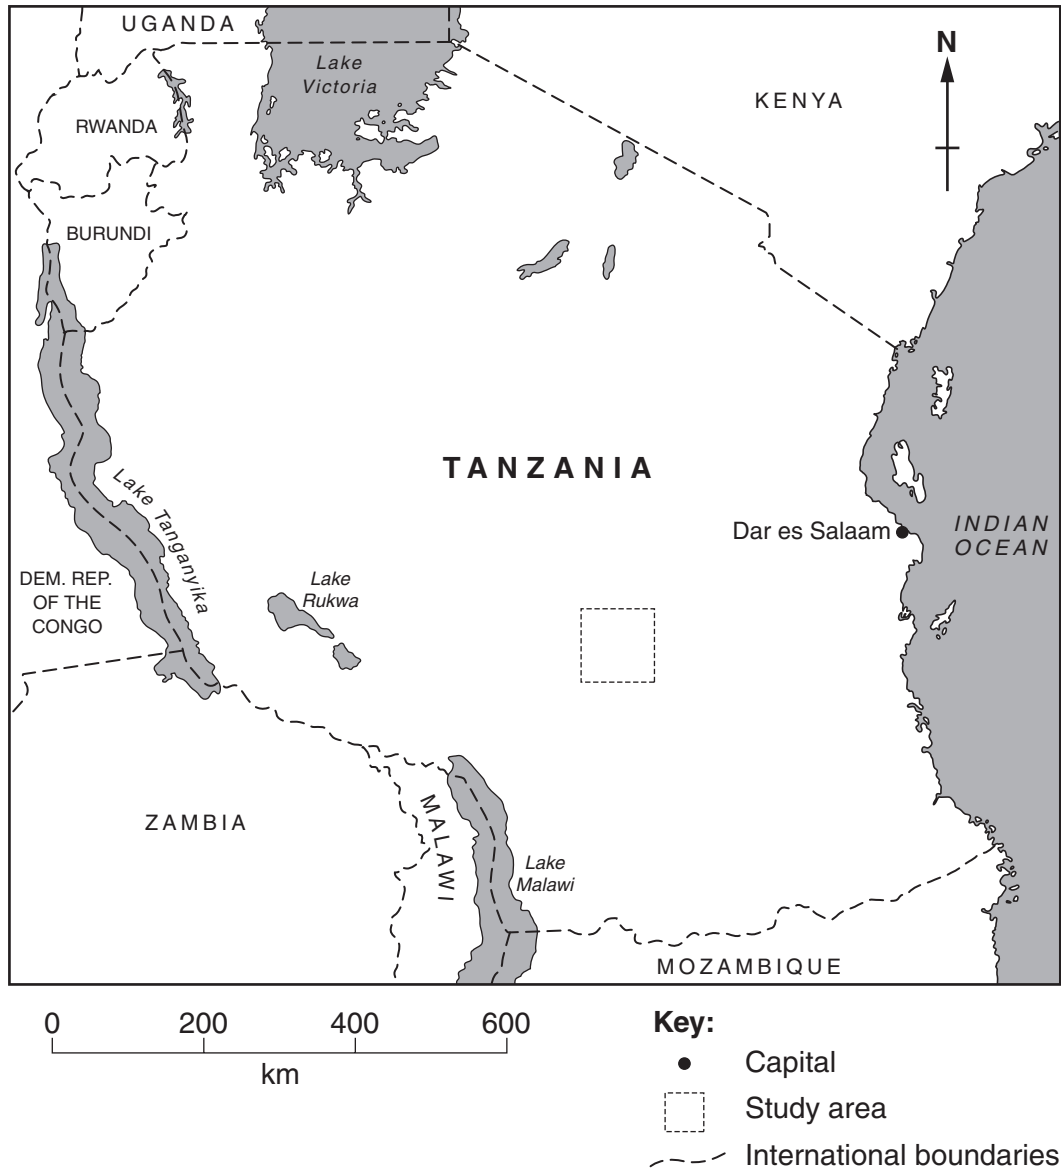 UGANDA
Lake
Victoria
N
KENYA
RWANDA
BURUNDI
TANZANIA
Lake Tanganyika
Dar es Salaam
INDIAN
OCEAN
DEM. REP.
OF THE
CONGO
Lake
Rukwa
ZAMBIA
MALAWI
Lake
Malawi
MOZAMBIQUE
0 200 400 600
km
Key:
Capital
Study area
International boundaries